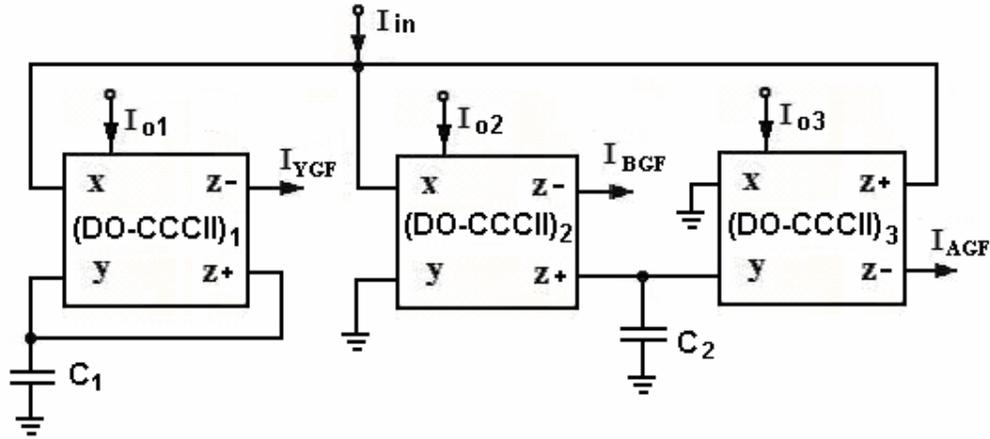 Iin
Io1
Io2
Io3
x z-
IYGF
(DO-CCCII)1
y z+
C1
x z-
IBGF
(DO-CCCII)2
y z+
C2
x z+
(DO-CCCII)3
IAGF
y z-